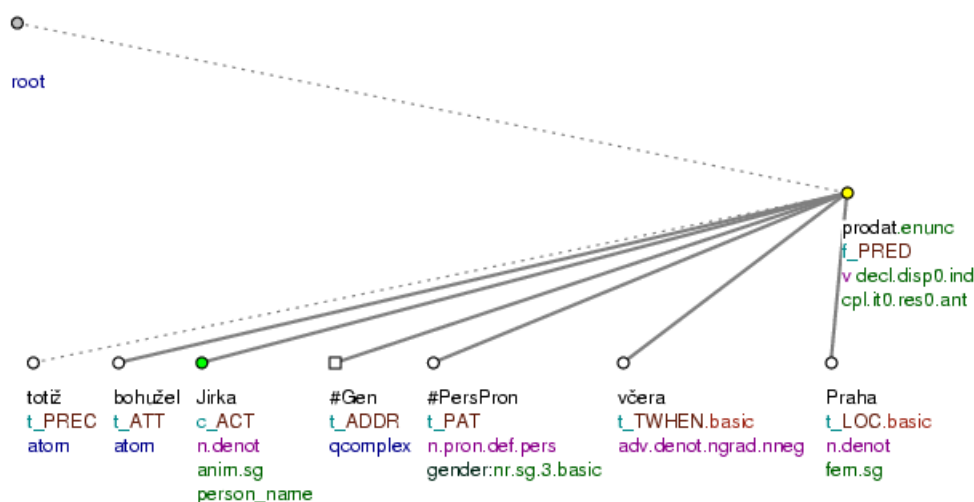 root
prodat.enunc
f_PRED
v decl.disp0.ind
cpl.it0.res0.ant
totiž bohužel Jirka #Gen #PersPron včera Praha
t_PREC t_ATT c_ACT t_ADDR t_PAT t_TWHEN.basic t_LOC.basic
atom atom n.denot qcomplex n.pron.def.pers adv.denot.ngrad.nneg n.denot
anim.sg gender:nr.sg.3.basic fem.sg
person_name